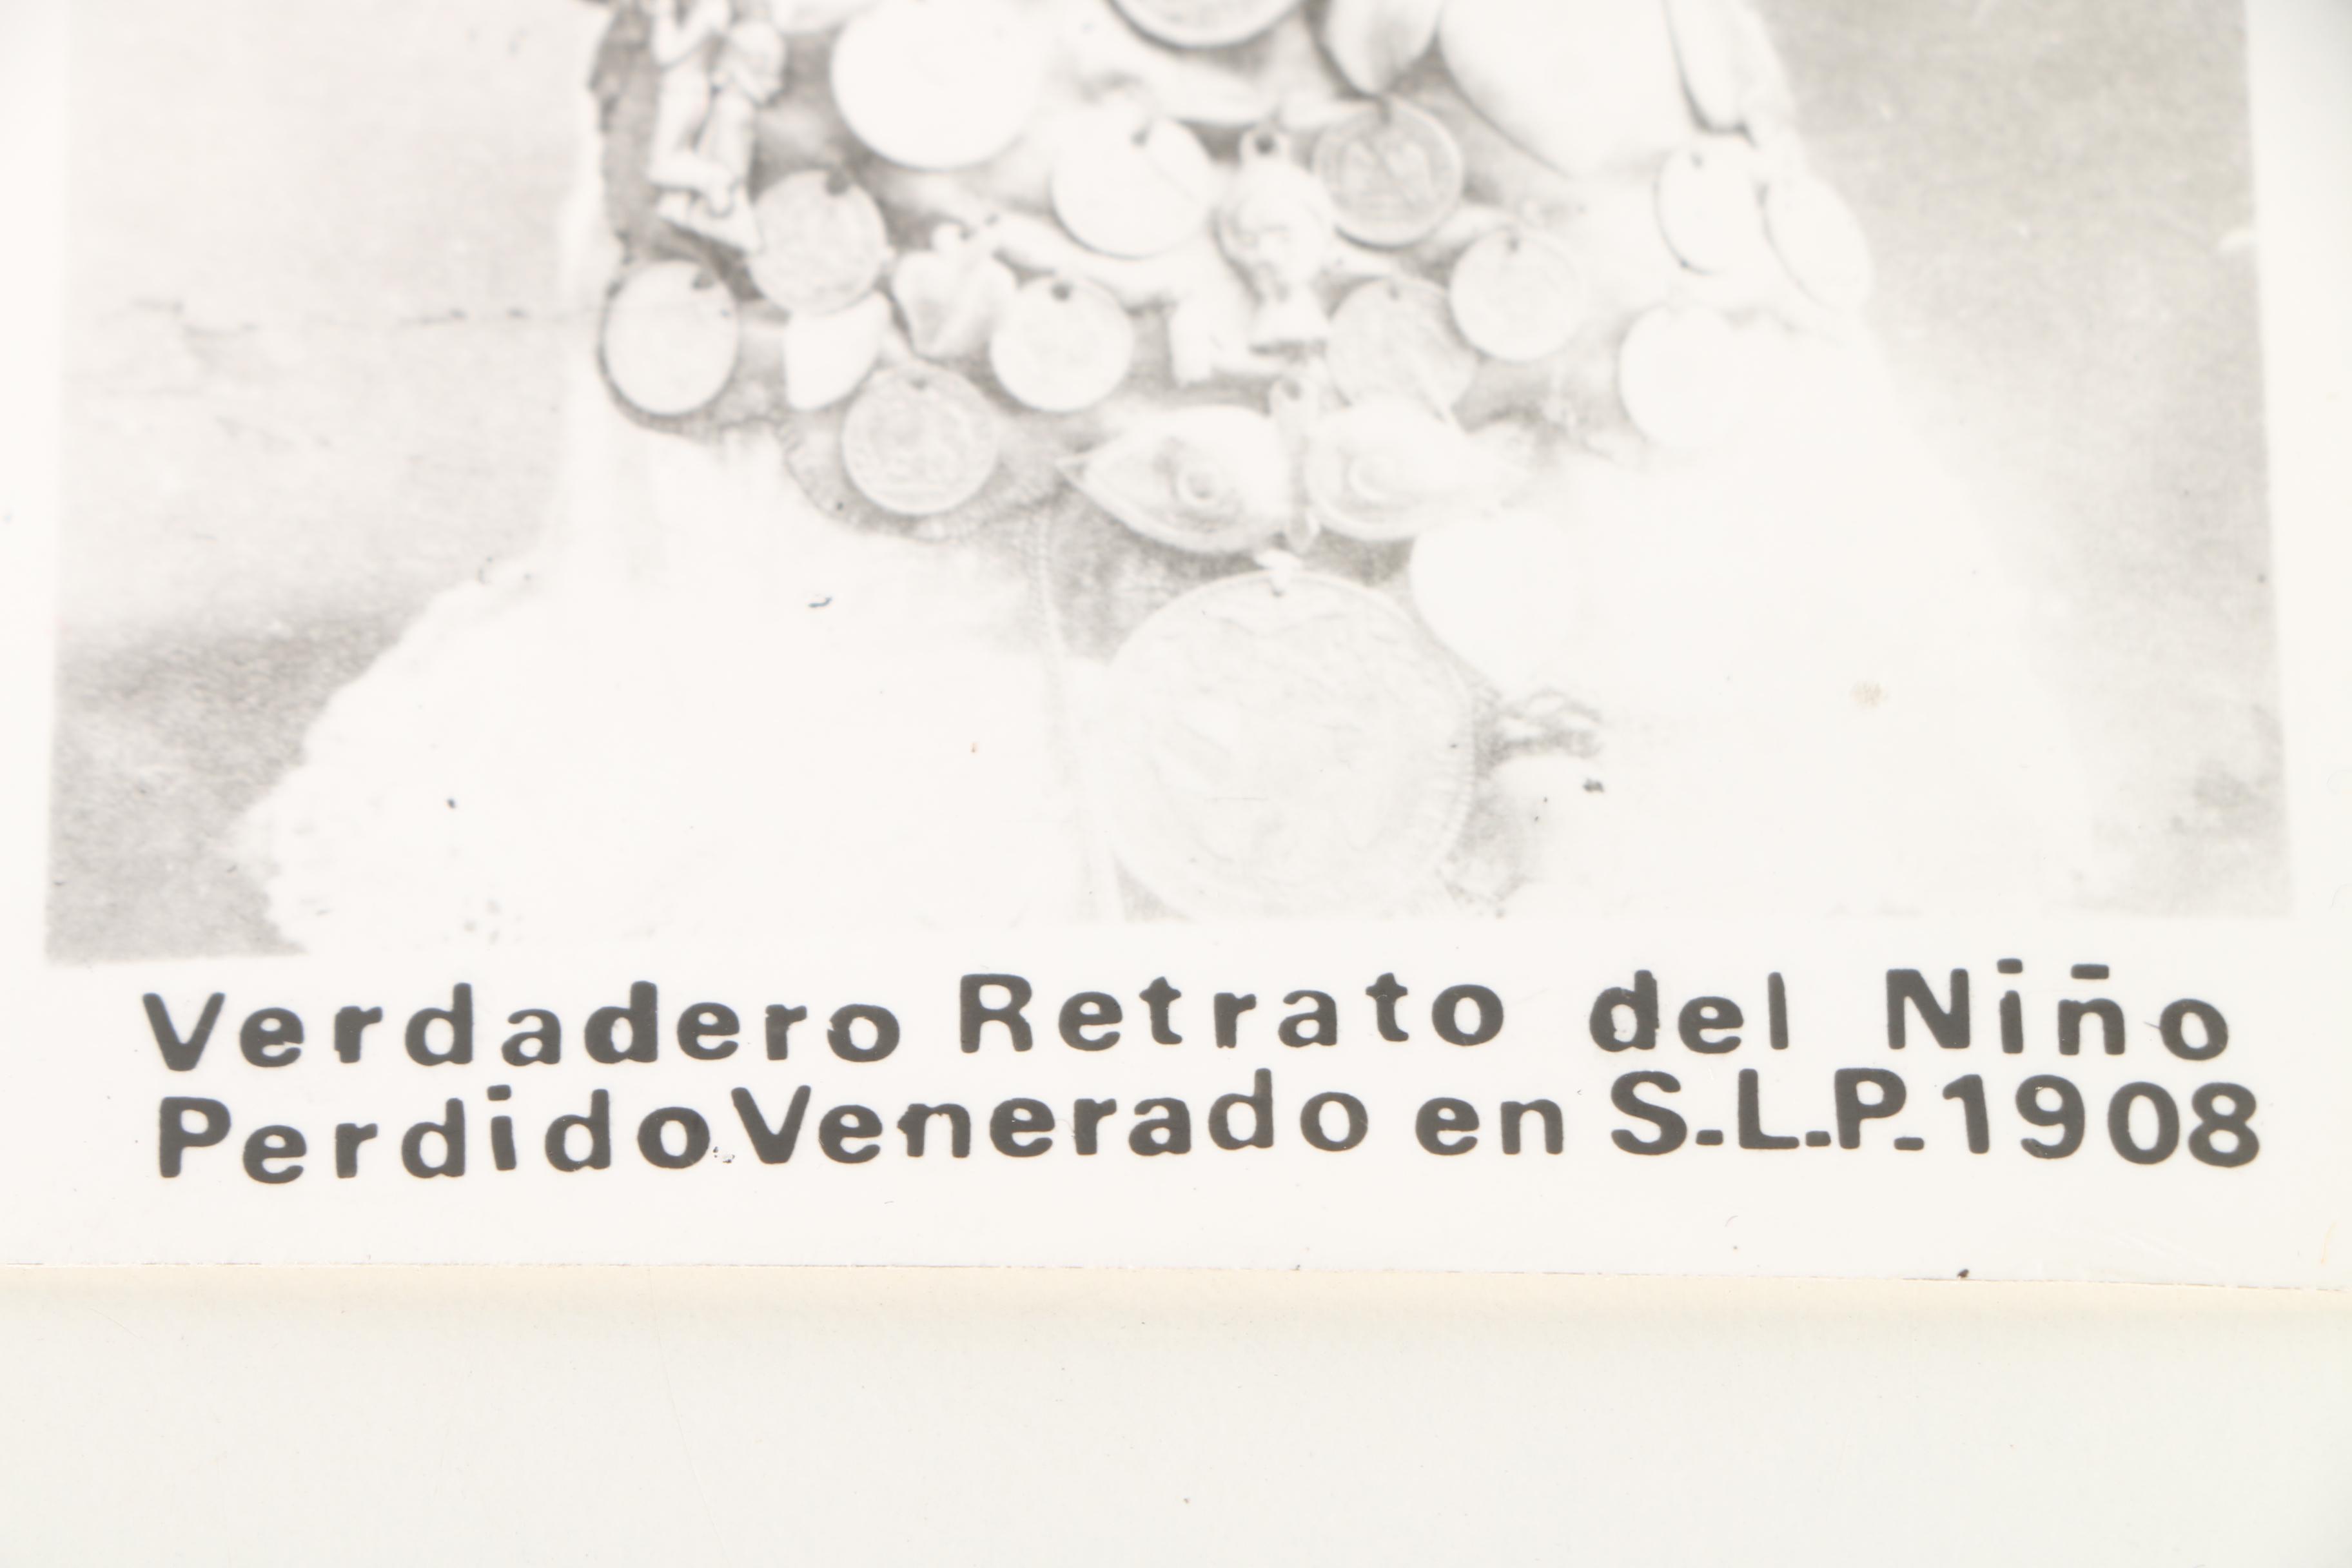 Verdadero Retrato del Niño
Perdido Venerado en S.L.P. 1908